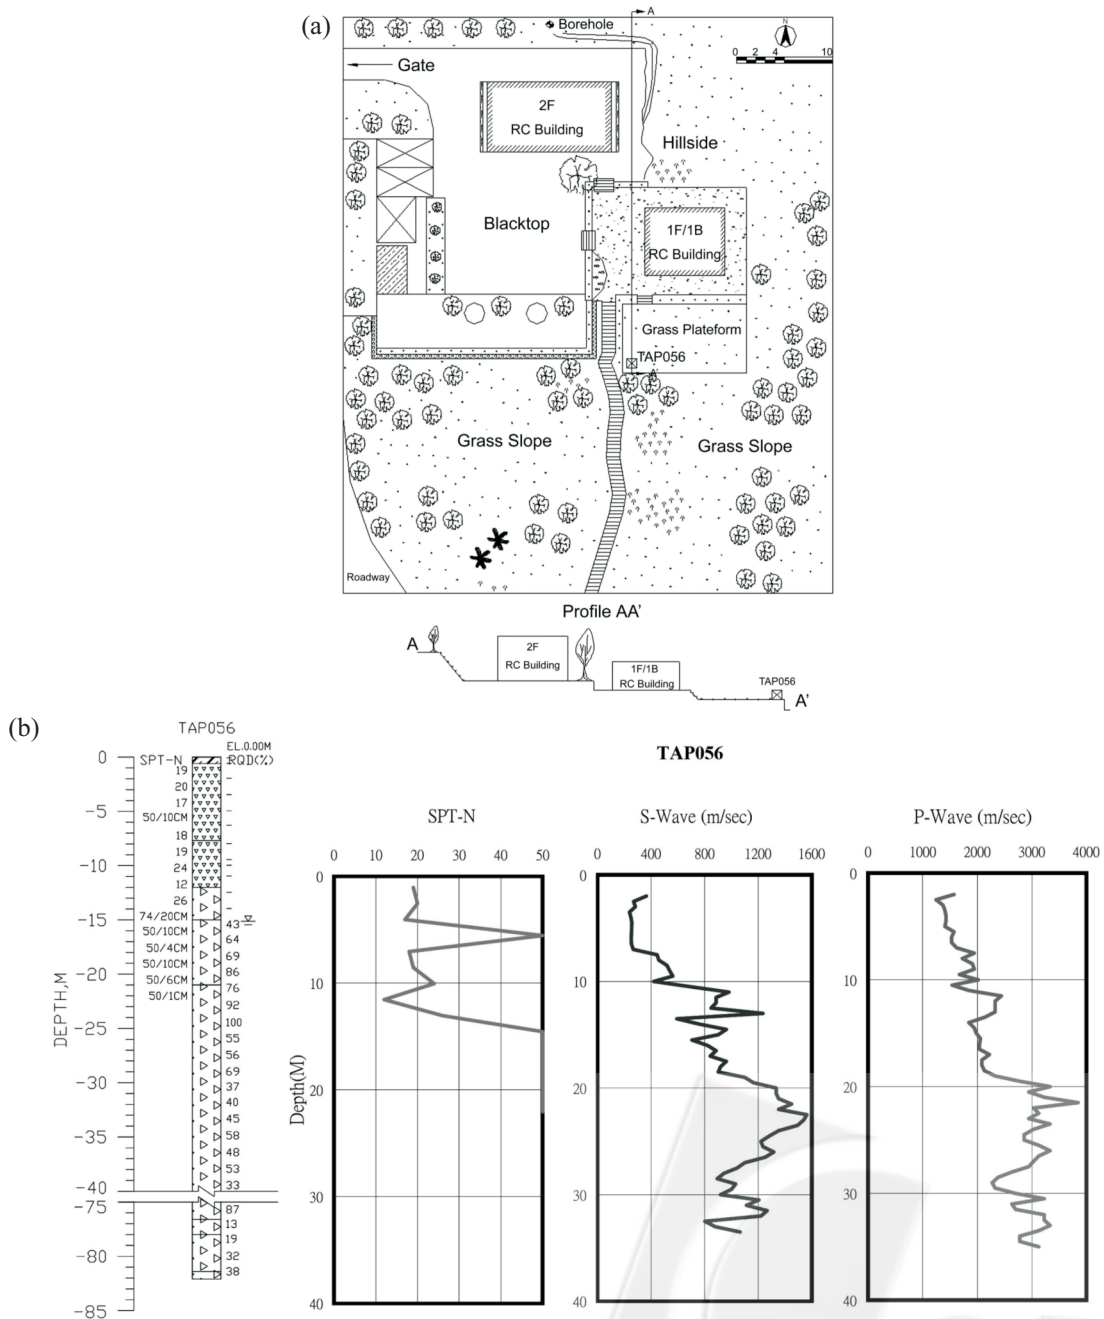 (a)
A
Borehole
N
0 2 4 10
Gate
2F
RC Building
Hillside
Blacktop
1F/1B
RC Building
Grass Plateform
TAP056
A'
Grass Slope
Grass Slope
Roadway
Profile AA'
A
2F
RC Building
1F/1B
RC Building
TAP056
A'
(b)
TAP056
EL.0.00M
SPT-N
RQD(%)
DEPTH,M
0
-5
-10
-15
-20
-25
-30
-35
-40
-75
-80
-85
19
20
17
50/10CM
18
19
24
12
26
74/20CM
50/10CM
50/4CM
50/10CM
50/6CM
50/1CM
43
64
69
86
76
92
100
55
56
69
37
40
45
58
48
53
33
87
13
19
32
38
TAP056
SPT-N
0 10 20 30 40 50
Depth(M)
0
10
20
30
40
S-Wave (m/sec)
0 400 800 1200 1600
0
10
20
30
40
P-Wave (m/sec)
0 1000 2000 3000 4000
0
10
20
30
40